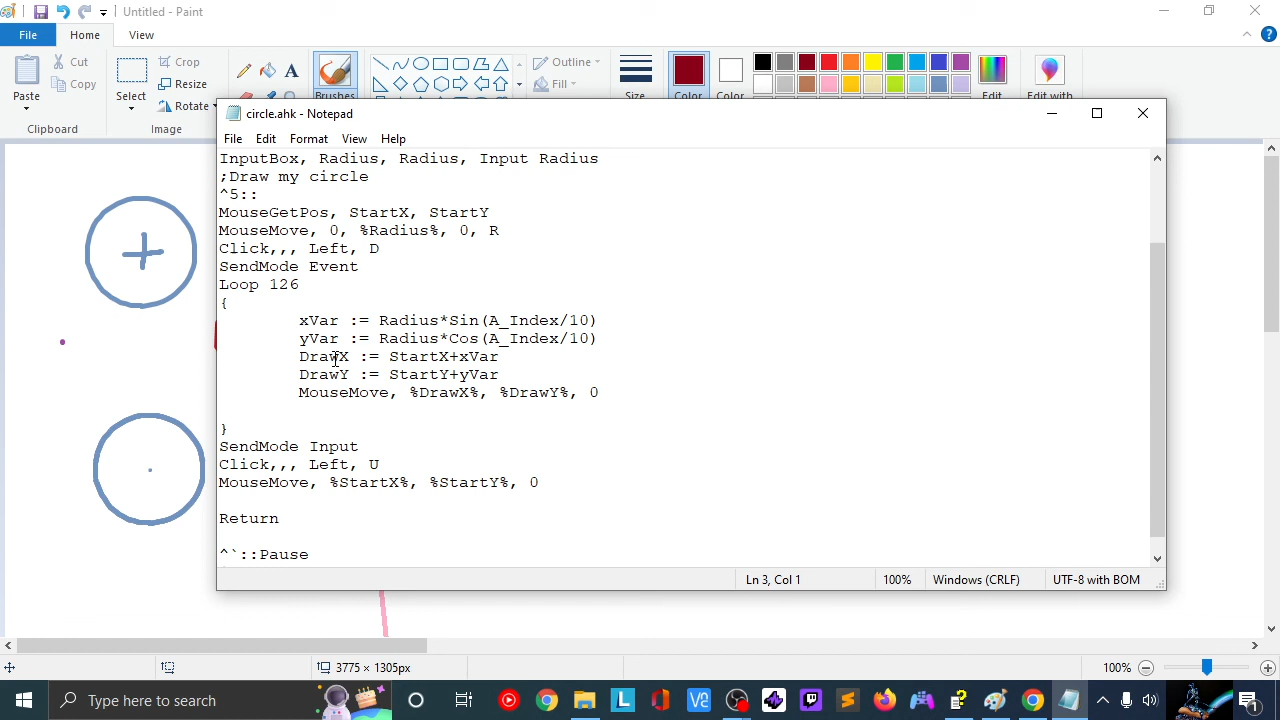 Untitled - Paint
File
Home
View
Paste
Cut
Copy
Clipboard
Select
Crop
Resize
Rotate
Image
Brushes
Outline
Fill
Size
Color
Color
Edit
Edit with
circle.ahk - Notepad
File Edit Format View Help
InputBox, Radius, Radius, Input Radius
;Draw my circle
^5::
MouseGetPos, StartX, StartY
MouseMove, 0, %Radius%, 0, R
Click,,, Left, D
SendMode Event
Loop 126
{
xVar := Radius*Sin(A_Index/10)
yVar := Radius*Cos(A_Index/10)
DrawX := StartX+xVar
DrawY := StartY+yVar
MouseMove, %DrawX%, %DrawY%, 0
}
SendMode Input
Click,,, Left, U
MouseMove, %StartX%, %StartY%, 0
Return
^`::Pause
Ln 3, Col 1
100%
Windows (CRLF)
UTF-8 with BOM
3775 × 1305px
100%
Type here to search